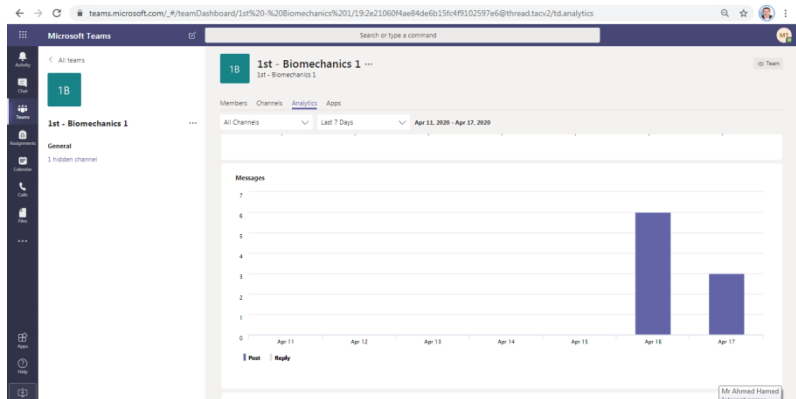 teams.microsoft.com/_#/teamDashboard/1st%20-%20Biomechanics%201/19:2e21060f4ae84de6b15fc4f9102597e6@thread.tacv2/td.analytics
Microsoft Teams
Search or type a command
Activity
Chat
Teams
Assignments
Calendar
Calls
Files
Apps
Help
All teams
1B
1st - Biomechanics 1 ...
General
1 hidden channel
1B
1st - Biomechanics 1 ...
1st - Biomechanics 1
Team
Members Channels Analytics Apps
All Channels Last 7 Days Apr 11, 2020 - Apr 17, 2020
Messages
7
6
5
4
3
2
1
0
Apr 11 Apr 12 Apr 13 Apr 14 Apr 15 Apr 16 Apr 17
Post Reply
Mr Ahmed Hamed